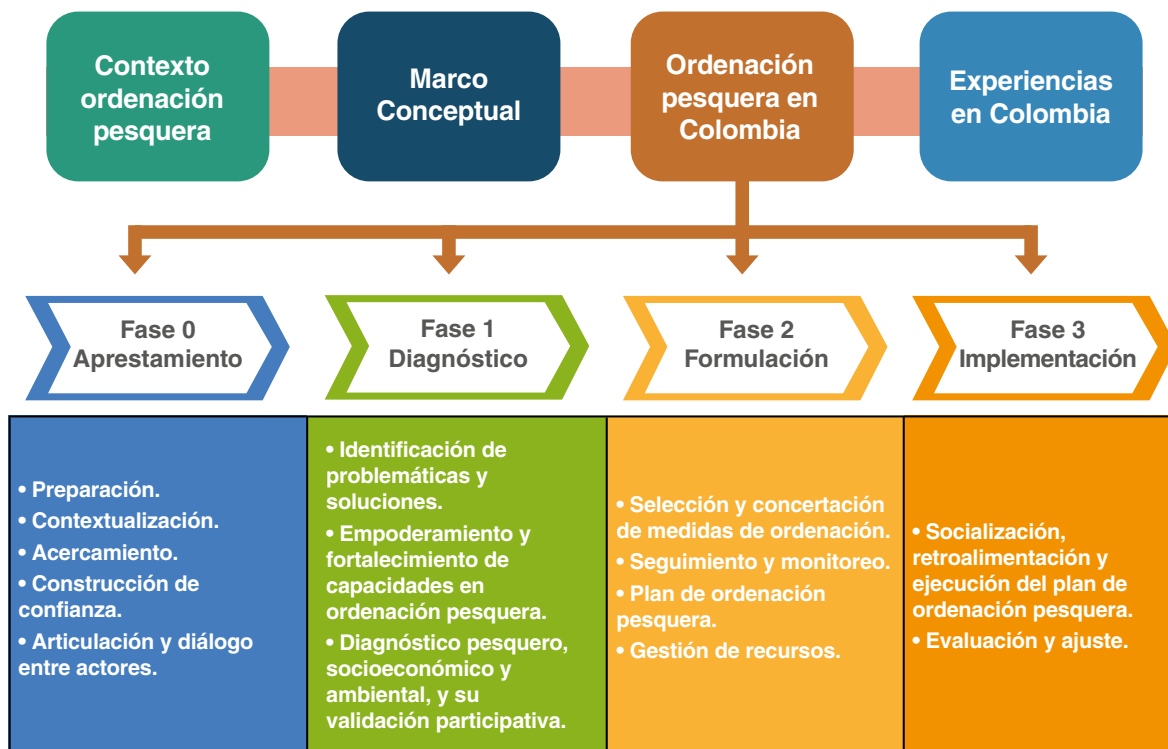 Contexto
ordenación
pesquera
Marco
Conceptual
Ordenación
pesquera en
Colombia
Experiencias
en Colombia
Fase 0
Aprestamiento
Fase 1
Diagnóstico
Fase 2
Formulación
Fase 3
Implementación
• Preparación.
• Contextualización.
• Acercamiento.
• Construcción de
confianza.
• Articulación y diálogo
entre actores.
• Identificación de
problemáticas y
soluciones.
• Empoderamiento y
fortalecimiento de
capacidades en
ordenación pesquera.
• Diagnóstico pesquero,
socioeconómico y
ambiental, y su
validación participativa.
• Selección y concertación
de medidas de ordenación.
• Seguimiento y monitoreo.
• Plan de ordenación
pesquera.
• Gestión de recursos.
• Socialización,
retroalimentación y
ejecución del plan de
ordenación pesquera.
• Evaluación y ajuste.